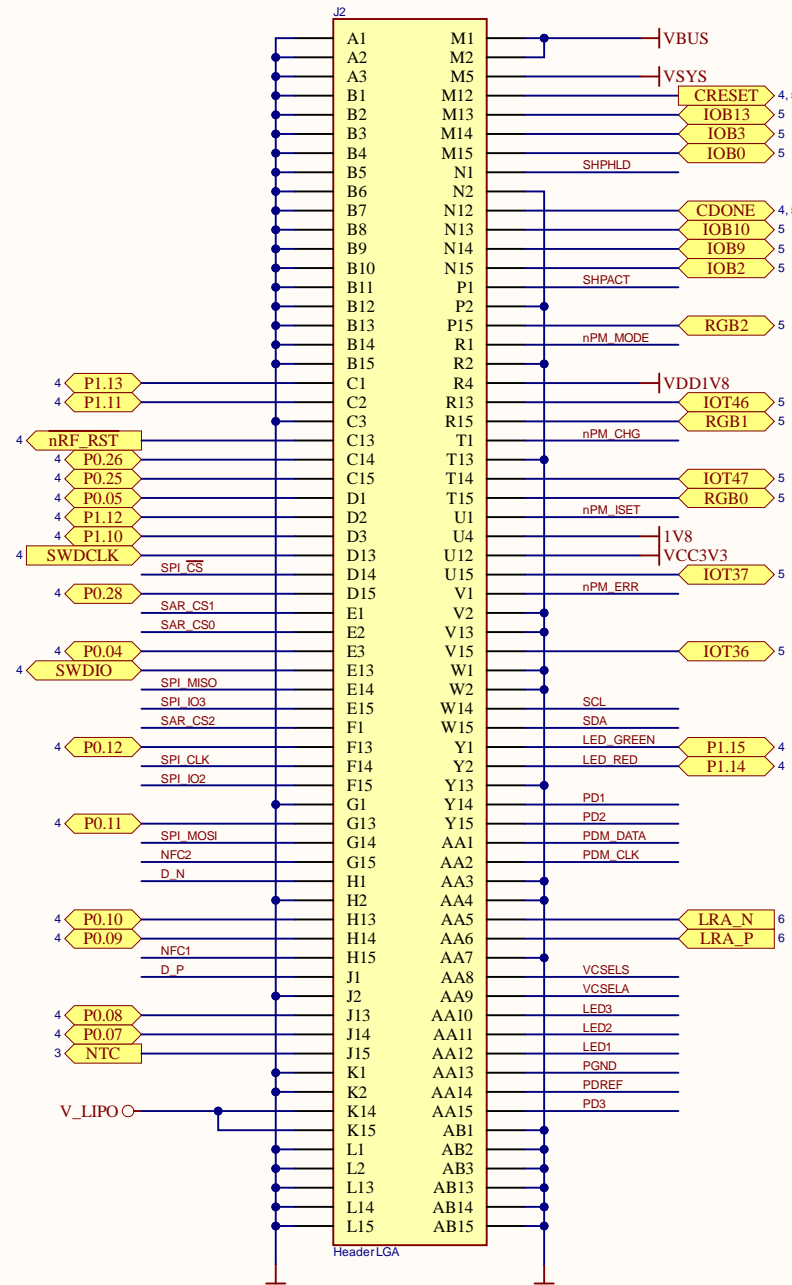 J2
A1 M1 VBUS
A2 M2
A3 M5 VSYS
B1 M12 CRESET 4,
B2 M13 IOB13 5
B3 M14 IOB3 5
B4 M15 IOB0 5
B5 N1 SHPHLD
B6 N2
B7 N12 CDONE 4,
B8 N13 IOB10 5
B9 N14 IOB9 5
B10 N15 IOB2 5
B11 P1 SHPACT
B12 P2
B13 P15 RGB2 5
B14 R1 nPM_MODE
B15 R2
4 P1.13 C1 R4 VDD1V8
4 P1.11 C2 R13 IOT46 5
C3 R15 RGB1 5
4 nRF_RST C13 T1 nPM_CHG
4 P0.26 C14 T13
4 P0.25 C15 T14 IOT47 5
4 P0.05 D1 T15 RGB0 5
4 P1.12 D2 U1 nPM_ISET
4 P1.10 D3 U4 1V8
4 SWDCLK D13 U12 VCC3V3
SPI_CS D14 U15 IOT37 5
4 P0.28 D15 V1 nPM_ERR
SAR_CS1 E1 V2
SAR_CS0 E2 V13
4 P0.04 E3 V15 IOT36 5
4 SWDIO E13 W1
SPI_MISO E14 W2
SPI_IO3 E15 W14 SCL
SAR_CS2 F1 W15 SDA
4 P0.12 F13 Y1 LED_GREEN P1.15 4
SPI_CLK F14 Y2 LED_RED P1.14 4
SPI_IO2 F15 Y13
G1 Y14 PD1
4 P0.11 G13 Y15 PD2
SPI_MOSI G14 AA1 PDM_DATA
NFC2 G15 AA2 PDM_CLK
D_N H1 AA3
H2 AA4
4 P0.10 H13 AA5 LRA_N 6
4 P0.09 H14 AA6 LRA_P 6
NFC1 H15 AA7
D_P J1 AA8 VCSELS
J2 AA9 VCSELA
4 P0.08 J13 AA10 LED3
4 P0.07 J14 AA11 LED2
3 NTC J15 AA12 LED1
K1 AA13 PGND
K2 AA14 PDREF
V_LIPO K14 AA15 PD3
K15 AB1
L1 AB2
L2 AB3
L13 AB13
L14 AB14
L15 AB15
Header LGA